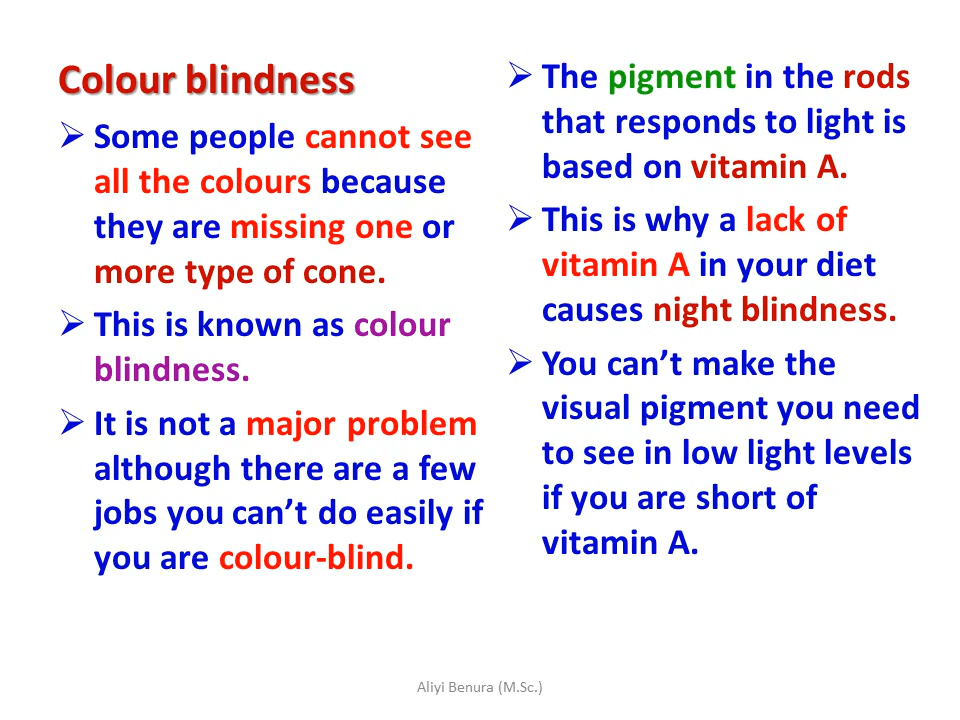 Colour blindness
Some people cannot see
all the colours because
they are missing one or
more type of cone.
This is known as colour
blindness.
It is not a major problem
although there are a few
jobs you can’t do easily if
you are colour-blind.
The pigment in the rods
that responds to light is
based on vitamin A.
This is why a lack of
vitamin A in your diet
causes night blindness.
You can’t make the
visual pigment you need
to see in low light levels
if you are short of
vitamin A.
Aliyi Benura (M.Sc.)